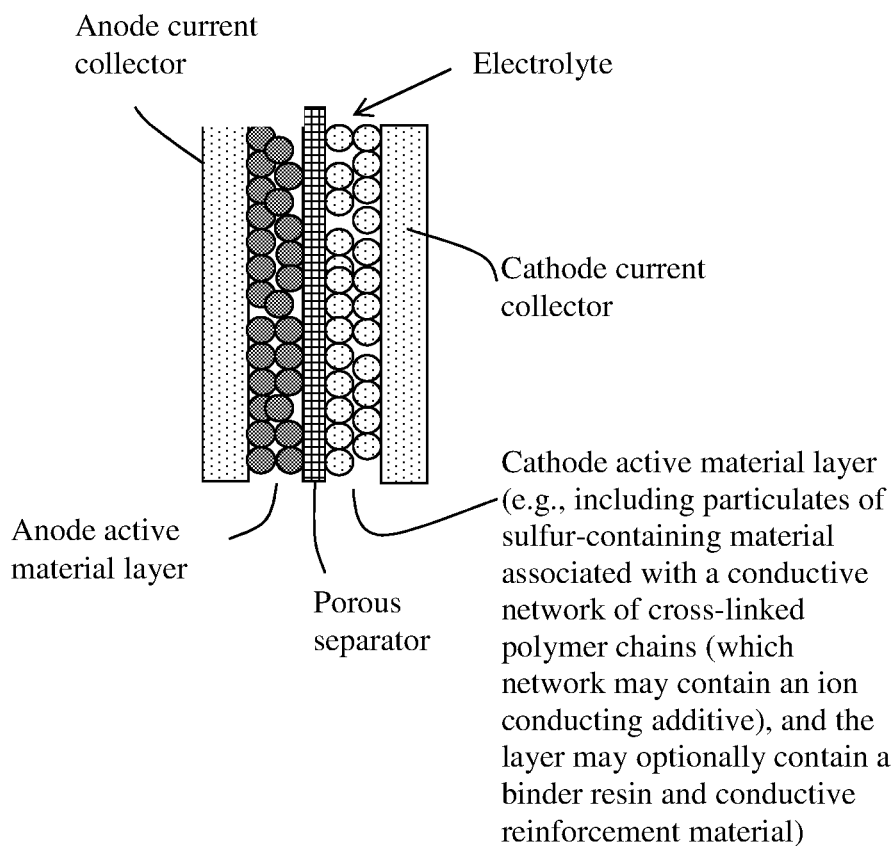 Anode current
collector
Electrolyte
Cathode current
collector
Anode active
material layer
Porous
separator
Cathode active material layer
(e.g., including particulates of
sulfur-containing material
associated with a conductive
network of cross-linked
polymer chains (which
network may contain an ion
conducting additive), and the
layer may optionally contain a
binder resin and conductive
reinforcement material)